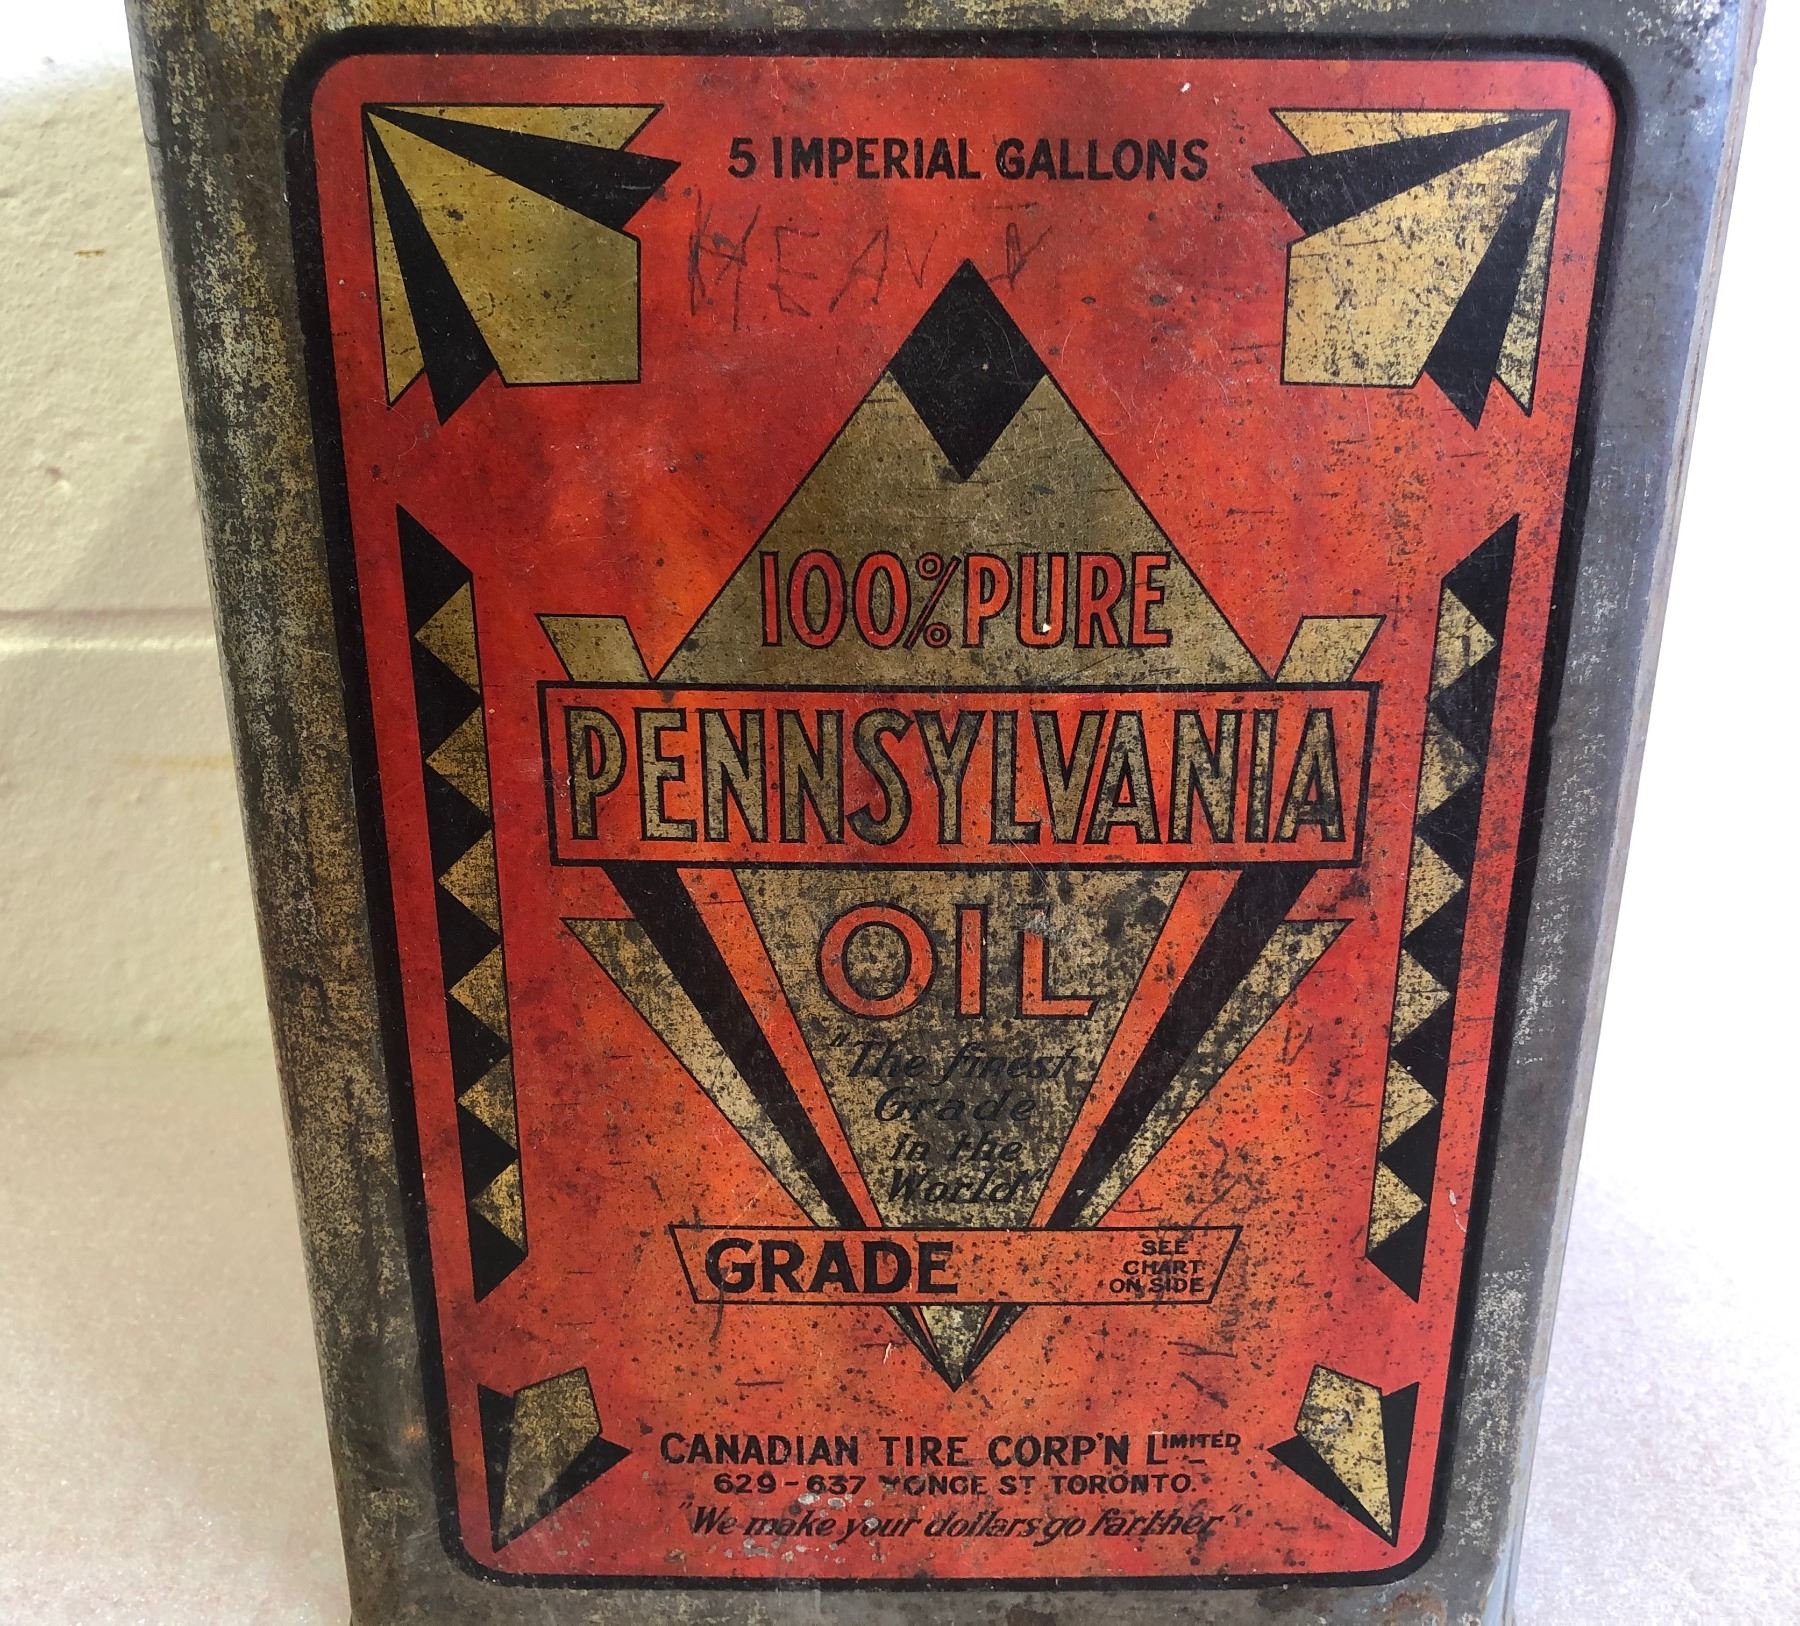 5 IMPERIAL GALLONS
HEAVY
100% PURE
PENNSYLVANIA
OIL
"The finest
Grade
in the
World"
GRADE
SEE
CHART
ON SIDE
CANADIAN TIRE CORP'N LIMITED
629-637 YONGE ST TORONTO.
"We make your dollars go farther"